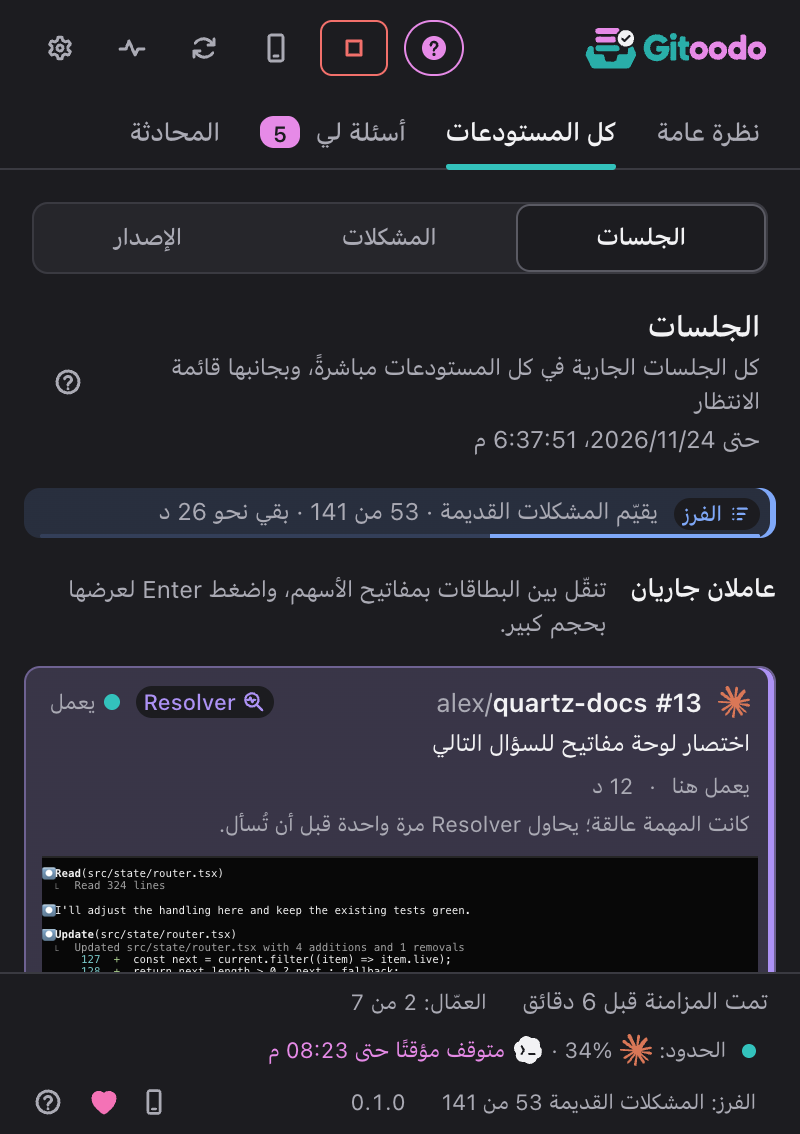 Gitoodo
نظرة عامة
كل المستودعات
أسئلة لي 5
المحادثة
الجلسات
المشكلات
الإصدار
الجلسات
كل الجلسات الجارية في كل المستودعات مباشرةً، وبجانبها قائمة
الانتظار
حتى 2026/11/24، 6:37:51 م
الفرز يقيّم المشكلات القديمة · 53 من 141 · بقي نحو 26 د
عاملان جاريان
تنقّل بين البطاقات بمفاتيح الأسهم، واضغط Enter لعرضها
بحجم كبير.
alex/quartz-docs #13
Resolver
يعمل
اختصار لوحة مفاتيح للسؤال التالي
يعمل هنا · 12 د
كانت المهمة عالقة؛ يحاول Resolver مرة واحدة قبل أن تُسأل.
Read(src/state/router.tsx)
Read 324 lines
I'll adjust the handling here and keep the existing tests green.
Update(src/state/router.tsx)
Updated src/state/router.tsx with 4 additions and 1 removals
127 + const next = current.filter((item) => item.live);
128 + return next.length > 0 ? next : fallback;
تمت المزامنة قبل 6 دقائق
العمّال: 2 من 7
الحدود: 34% · متوقف مؤقتًا حتى 08:23 م
الفرز: المشكلات القديمة 53 من 141
0.1.0